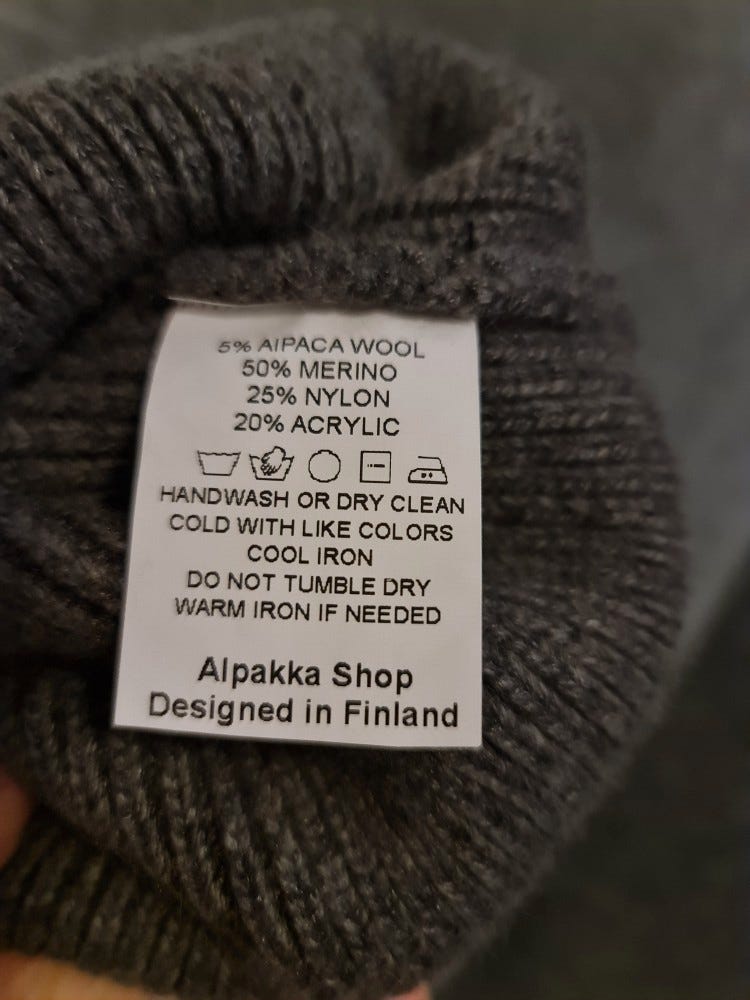 5% AIPACA WOOL
50% MERINO
25% NYLON
20% ACRYLIC
HANDWASH OR DRY CLEAN
COLD WITH LIKE COLORS
COOL IRON
DO NOT TUMBLE DRY
WARM IRON IF NEEDED
Alpakka Shop
Designed in Finland